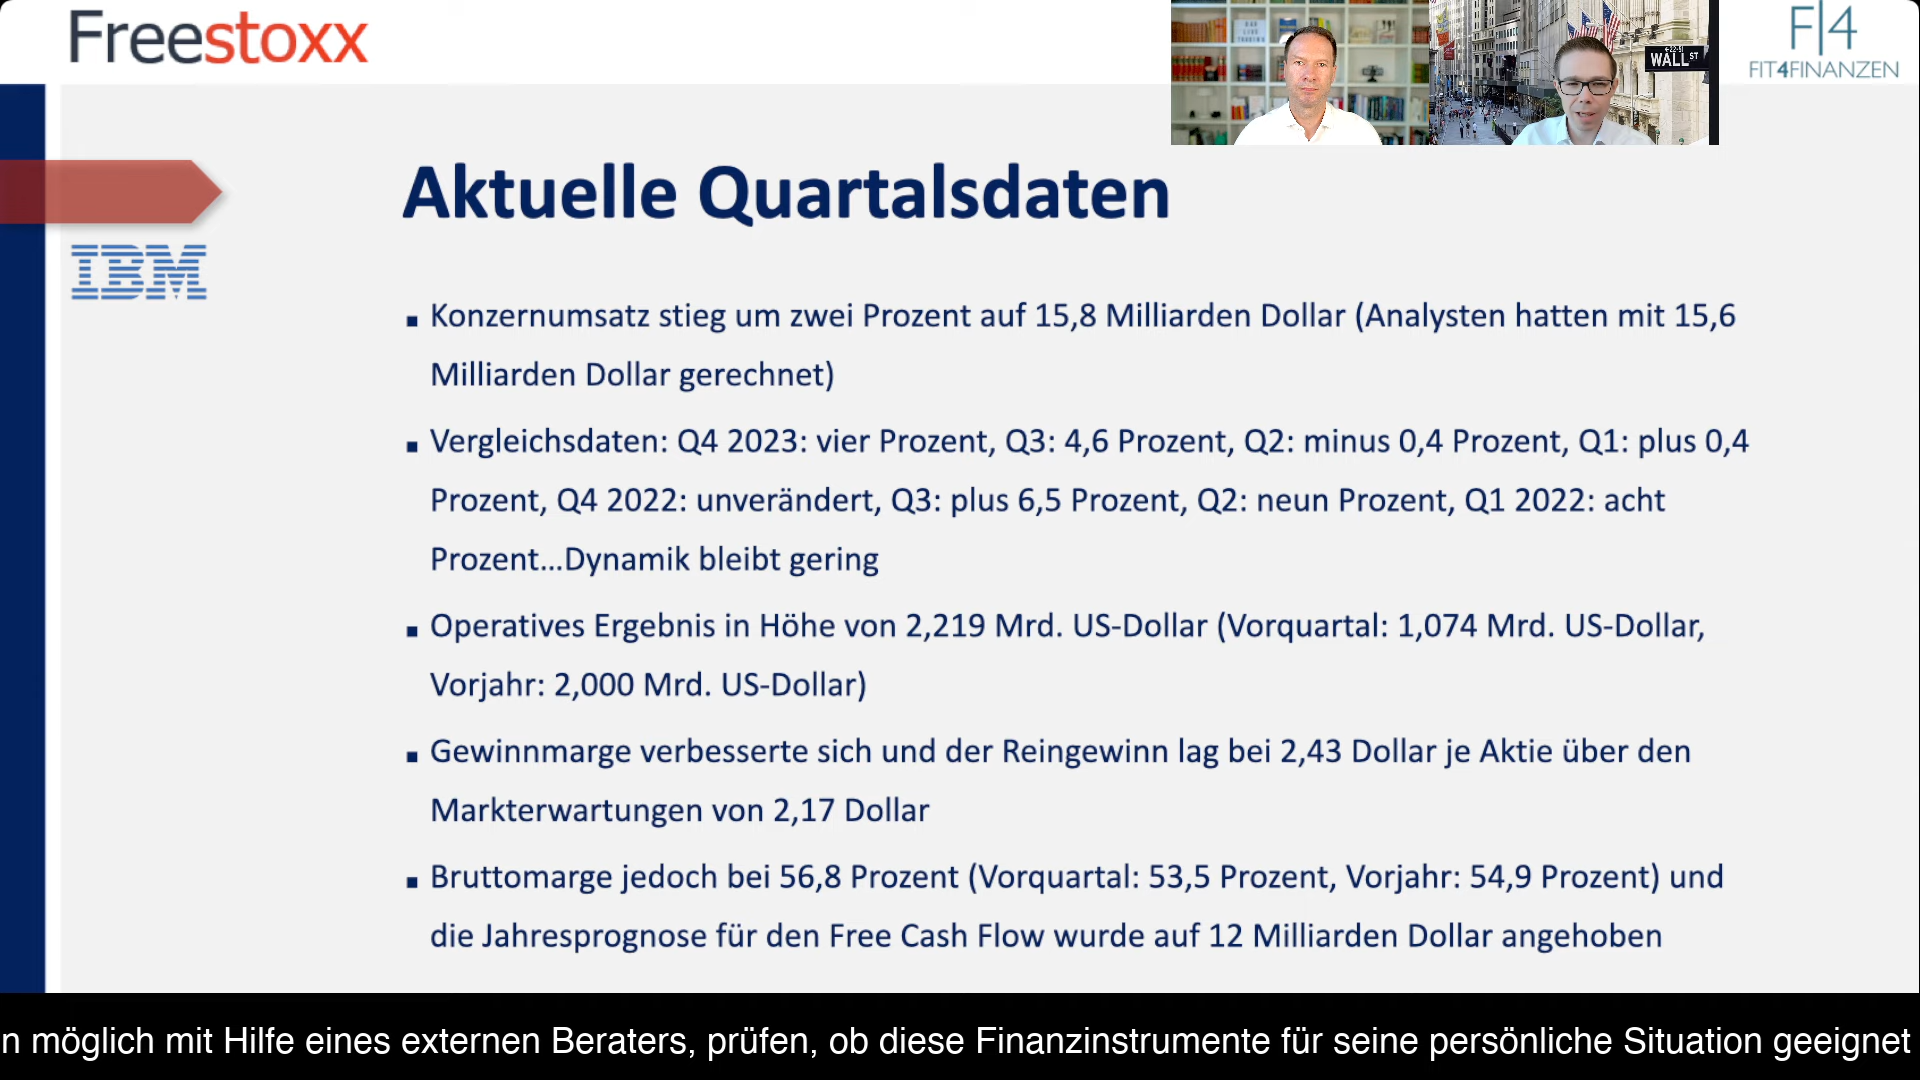 Freestoxx
F|4
FIT4FINANZEN
WALL ST
Aktuelle Quartalsdaten
IBM
▪ Konzernumsatz stieg um zwei Prozent auf 15,8 Milliarden Dollar (Analysten hatten mit 15,6
Milliarden Dollar gerechnet)
▪ Vergleichsdaten: Q4 2023: vier Prozent, Q3: 4,6 Prozent, Q2: minus 0,4 Prozent, Q1: plus 0,4
Prozent, Q4 2022: unverändert, Q3: plus 6,5 Prozent, Q2: neun Prozent, Q1 2022: acht
Prozent...Dynamik bleibt gering
▪ Operatives Ergebnis in Höhe von 2,219 Mrd. US-Dollar (Vorquartal: 1,074 Mrd. US-Dollar,
Vorjahr: 2,000 Mrd. US-Dollar)
▪ Gewinnmarge verbesserte sich und der Reingewinn lag bei 2,43 Dollar je Aktie über den
Markterwartungen von 2,17 Dollar
▪ Bruttomarge jedoch bei 56,8 Prozent (Vorquartal: 53,5 Prozent, Vorjahr: 54,9 Prozent) und
die Jahresprognose für den Free Cash Flow wurde auf 12 Milliarden Dollar angehoben
n möglich mit Hilfe eines externen Beraters, prüfen, ob diese Finanzinstrumente für seine persönliche Situation geeignet